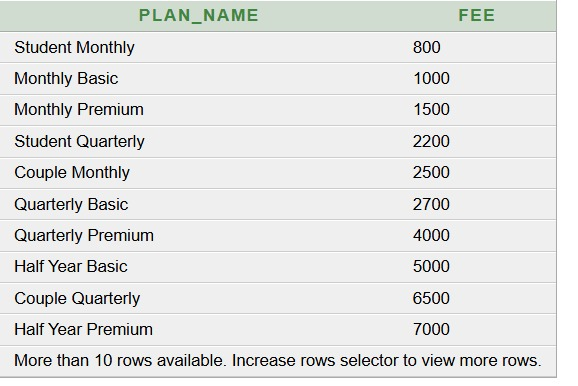 PLAN_NAME FEE
Student Monthly 800
Monthly Basic 1000
Monthly Premium 1500
Student Quarterly 2200
Couple Monthly 2500
Quarterly Basic 2700
Quarterly Premium 4000
Half Year Basic 5000
Couple Quarterly 6500
Half Year Premium 7000
More than 10 rows available. Increase rows selector to view more rows.